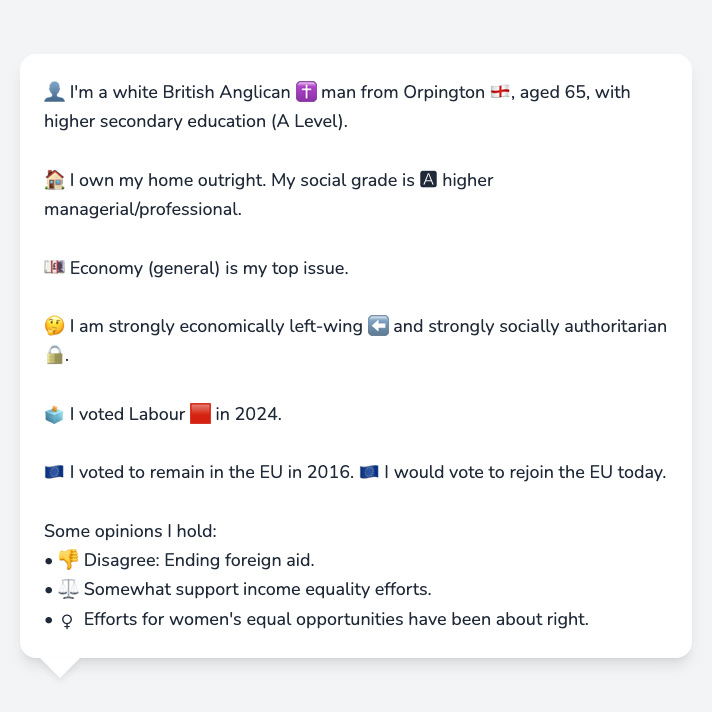 👤 I'm a white British Anglican ✝️ man from Orpington 🏴󠁧󠁢󠁥󠁮󠁧󠁿, aged 65, with
higher secondary education (A Level).
🏠 I own my home outright. My social grade is 🅰 higher
managerial/professional.
💷 Economy (general) is my top issue.
🤔 I am strongly economically left-wing ⬅️ and strongly socially authoritarian
🔒.
🗳️ I voted Labour 🟥 in 2024.
🇪🇺 I voted to remain in the EU in 2016. 🇪🇺 I would vote to rejoin the EU today.
Some opinions I hold:
• 👎 Disagree: Ending foreign aid.
• ⚖️ Somewhat support income equality efforts.
• ♀ Efforts for women's equal opportunities have been about right.